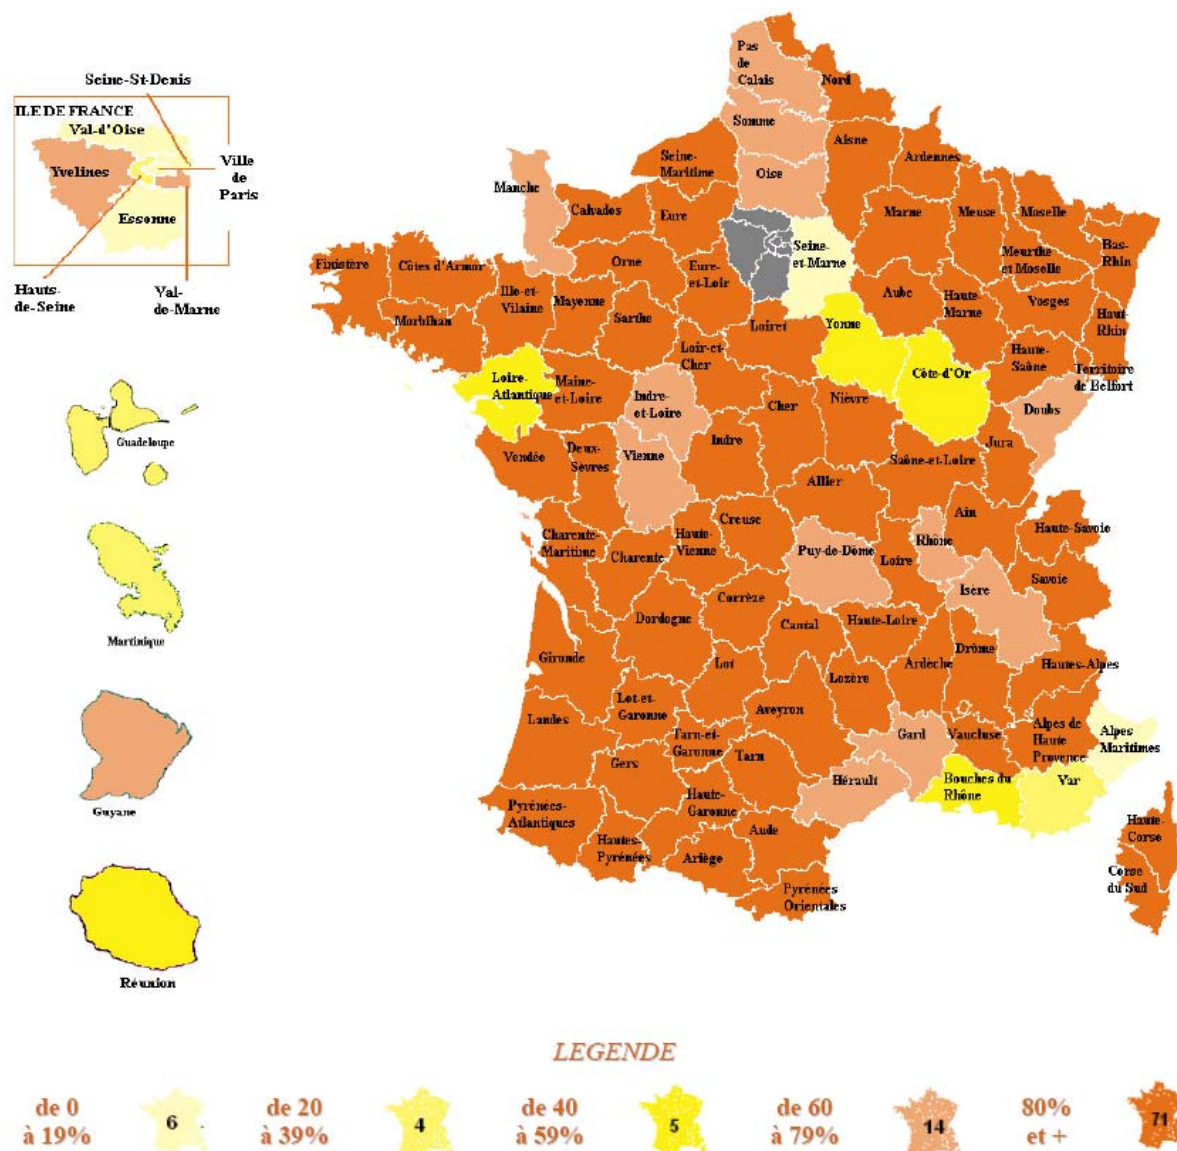 Seine-St-Denis
ILE DE FRANCE
Val-d'Oise
Yvelines
Ville
de
Paris
Essonne
Hauts-
de-Seine
Val-
de-Marne
Guadeloupe
Martinique
Guyane
Réunion
Pas
de
Calais
Nord
Somme
Aisne
Ardennes
Seine-
Maritime
Oise
Manche
Calvados
Eure
Marne
Meuse
Moselle
Meurthe
et Moselle
Bas-
Rhin
Seine-
et-Marne
Finistère
Côtes d'Armor
Orne
Eure-
et-Loir
Ille-et-
Vilaine
Mayenne
Sarthe
Morbihan
Aube
Haute-
Marne
Vosges
Haut-
Rhin
Loiret
Yonne
Loir-et-
Cher
Haute-
Saône
Territoire
de Belfort
Loire-
Atlantique
Maine-
et-Loire
Indre-
et-Loire
Cher
Nièvre
Côte-d'Or
Doubs
Vendée
Deux-
Sèvres
Vienne
Indre
Jura
Saône-et-Loire
Allier
Ain
Haute-Savoie
Charente-
Maritime
Charente
Haute-
Vienne
Creuse
Puy-de-Dôme
Loire
Rhône
Isère
Savoie
Corrèze
Dordogne
Cantal
Haute-Loire
Ardèche
Drôme
Hautes-Alpes
Gironde
Lot
Lozère
Lot-et-
Garonne
Landes
Aveyron
Tarn-et-
Garonne
Gers
Tarn
Gard
Vaucluse
Alpes de
Haute
Provence
Alpes
Maritimes
Hérault
Bouches du
Rhône
Var
Haute-
Garonne
Pyrénées-
Atlantiques
Hautes-
Pyrénées
Ariège
Aude
Pyrénées
Orientales
Haute-
Corse
Corse
du Sud
LEGENDE
de 0
à 19%
6
de 20
à 39%
4
de 40
à 59%
5
de 60
à 79%
14
80%
et +
71